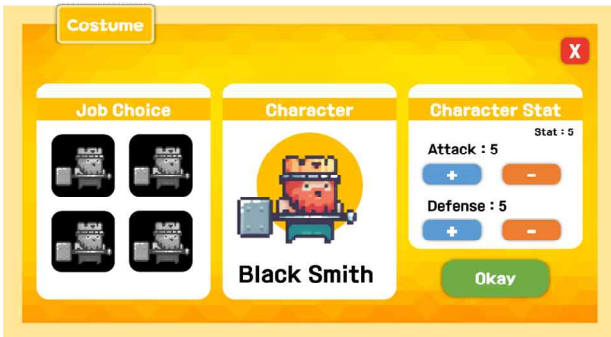 Costume
X
Job Choice
Character
Black Smith
Character Stat
Stat : 5
Attack : 5
+ -
Defense : 5
+ -
Okay